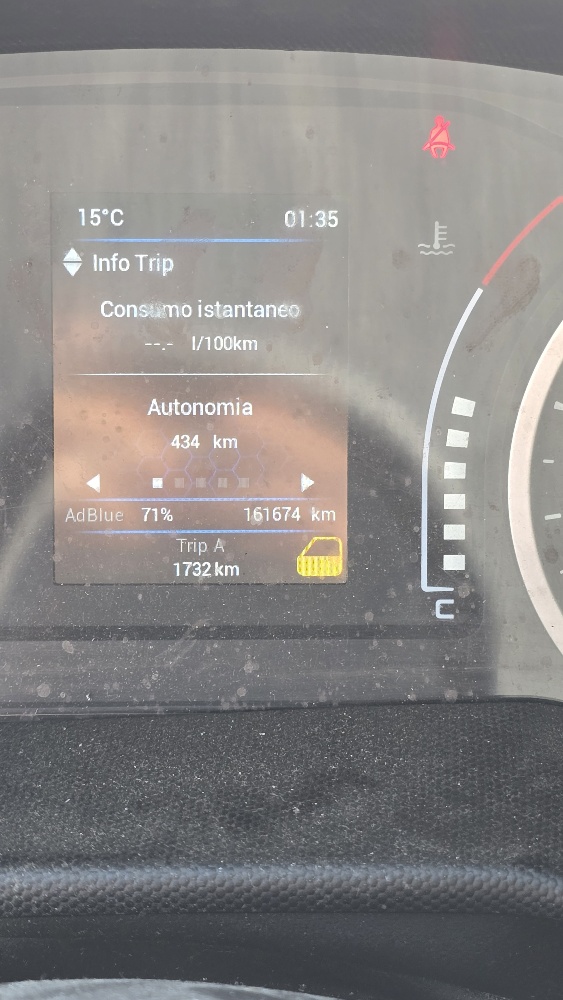 15°C 01:35
Info Trip
Consumo istantaneo
--.- l/100km
Autonomia
434 km
AdBlue 71% 161674 km
Trip A
1732 km
C